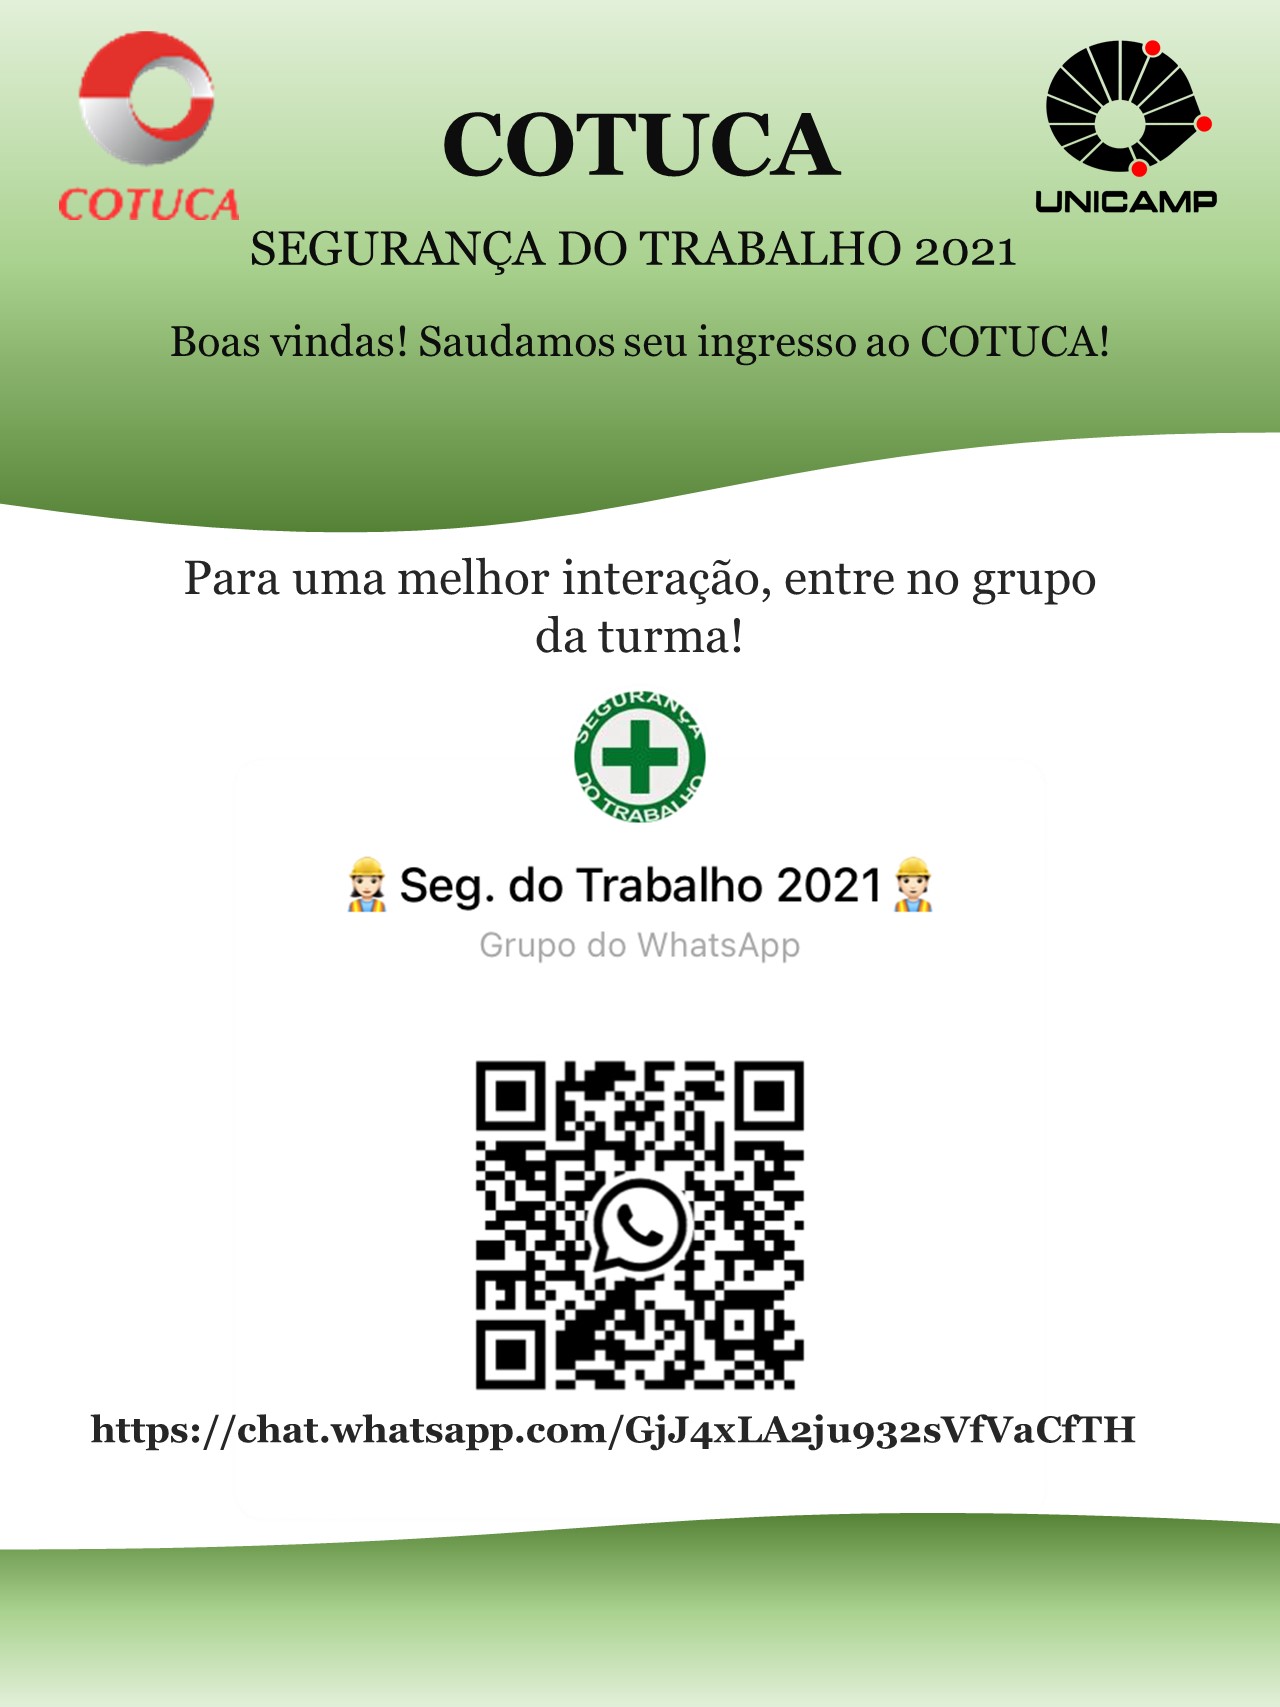 COTUCA
UNICAMP
COTUCA
SEGURANÇA DO TRABALHO 2021
Boas vindas! Saudamos seu ingresso ao COTUCA!
Para uma melhor interação, entre no grupo
da turma!
SEGURANÇA
DO TRABALHO
👷🏻‍♀️Seg. do Trabalho 2021👷🏻
Grupo do WhatsApp
https://chat.whatsapp.com/GjJ4xLA2ju932sVfVaCfTH